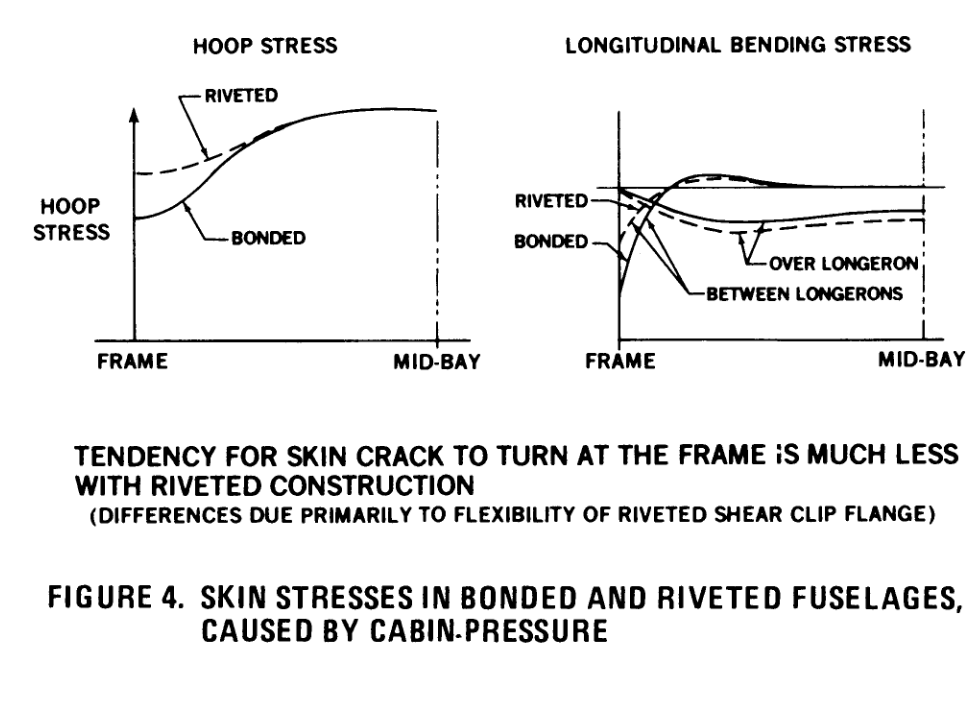 HOOP STRESS
RIVETED
HOOP
STRESS
BONDED
FRAME
MID-BAY
LONGITUDINAL BENDING STRESS
RIVETED
BONDED
OVER LONGERON
BETWEEN LONGERONS
FRAME
MID-BAY
TENDENCY FOR SKIN CRACK TO TURN AT THE FRAME IS MUCH LESS
WITH RIVETED CONSTRUCTION
(DIFFERENCES DUE PRIMARILY TO FLEXIBILITY OF RIVETED SHEAR CLIP FLANGE)
FIGURE 4. SKIN STRESSES IN BONDED AND RIVETED FUSELAGES,
CAUSED BY CABIN-PRESSURE